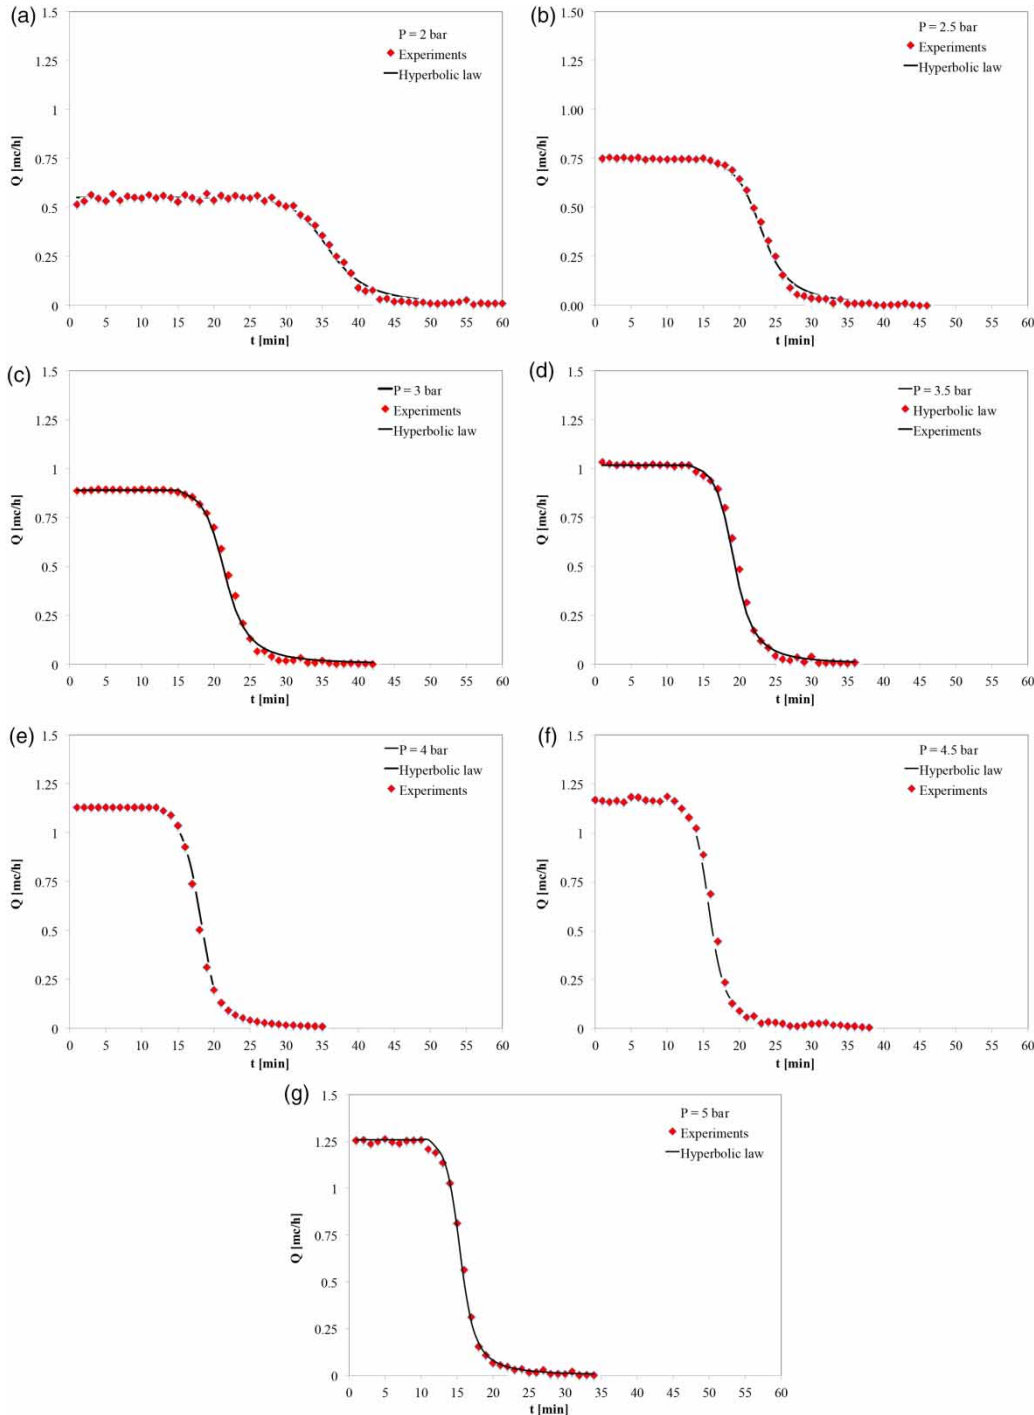 (a)
1.5
1.25
1
0.75
0.5
0.25
0
Q [mc/h]
P = 2 bar
Experiments
Hyperbolic law
0 5 10 15 20 25 30 35 40 45 50 55 60
t [min]
(b)
1.50
1.25
1.00
0.75
0.50
0.25
0.00
Q [mc/h]
P = 2.5 bar
Experiments
Hyperbolic law
0 5 10 15 20 25 30 35 40 45 50 55 60
t [min]
(c)
1.5
1.25
1
0.75
0.5
0.25
0
Q [mc/h]
P = 3 bar
Experiments
Hyperbolic law
0 5 10 15 20 25 30 35 40 45 50 55 60
t [min]
(d)
1.5
1.25
1
0.75
0.5
0.25
0
Q [mc/h]
P = 3.5 bar
Hyperbolic law
Experiments
0 5 10 15 20 25 30 35 40 45 50 55 60
t [min]
(e)
1.5
1.25
1
0.75
0.5
0.25
0
Q [mc/h]
P = 4 bar
Hyperbolic law
Experiments
0 5 10 15 20 25 30 35 40 45 50 55 60
t [min]
(f)
1.5
1.25
1
0.75
0.5
0.25
0
Q [mc/h]
P = 4.5 bar
Hyperbolic law
Experiments
0 5 10 15 20 25 30 35 40 45 50 55 60
t [min]
(g)
1.5
1.25
1
0.75
0.5
0.25
0
Q [mc/h]
P = 5 bar
Experiments
Hyperbolic law
0 5 10 15 20 25 30 35 40 45 50 55 60
t [min]